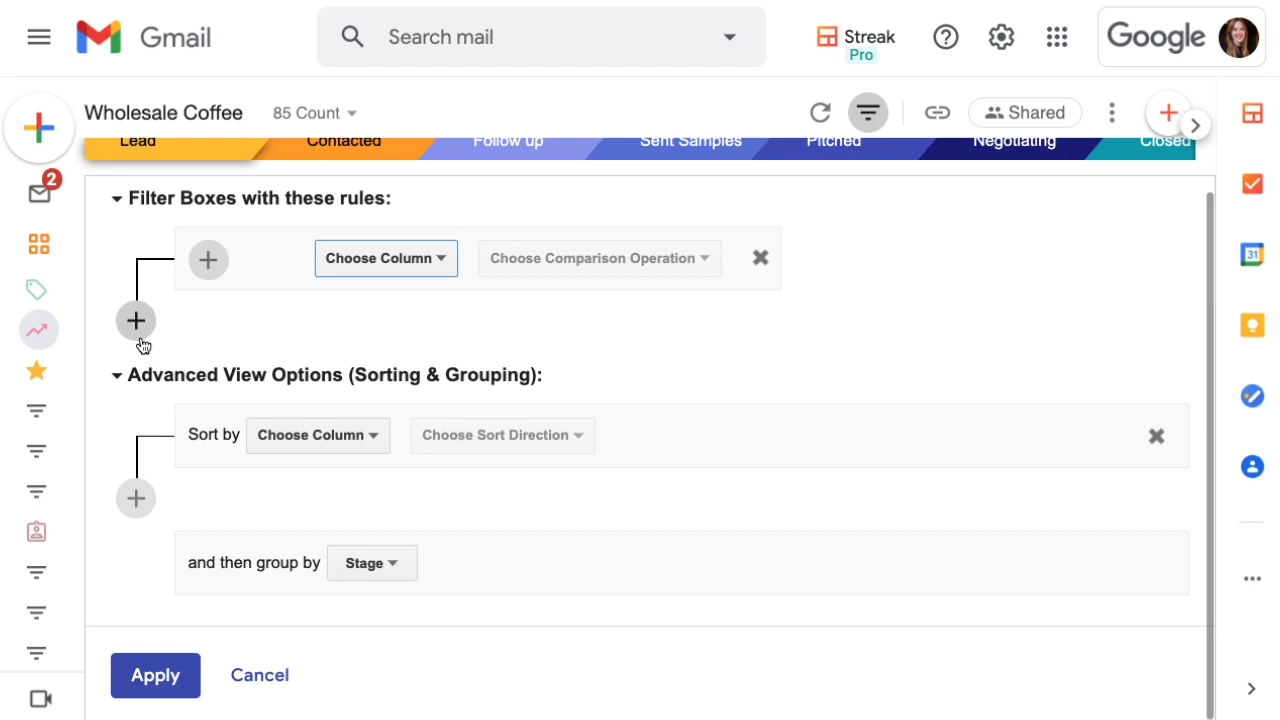 Gmail
Search mail
Streak
Pro
Google
Wholesale Coffee
85 Count
Shared
Lead
Contacted
Follow up
Sent Samples
Pitched
Negotiating
Closed
2
Filter Boxes with these rules:
Choose Column
Choose Comparison Operation
31
Advanced View Options (Sorting & Grouping):
Sort by Choose Column Choose Sort Direction
and then group by Stage
Apply
Cancel